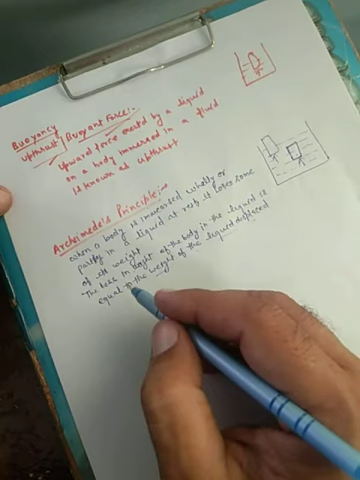 Buoyancy
upthrust
Buoyant Force:-
Upward force exerted by a liquid
on a body immersed in a fluid
is known as upthrust
Archimede's Principle:-
When a body is immersed wholly or
partly in a liquid at rest, it loses some
of its weight
The loss in weight of the body in the liquid is
equal to the weight of the liquid displaced